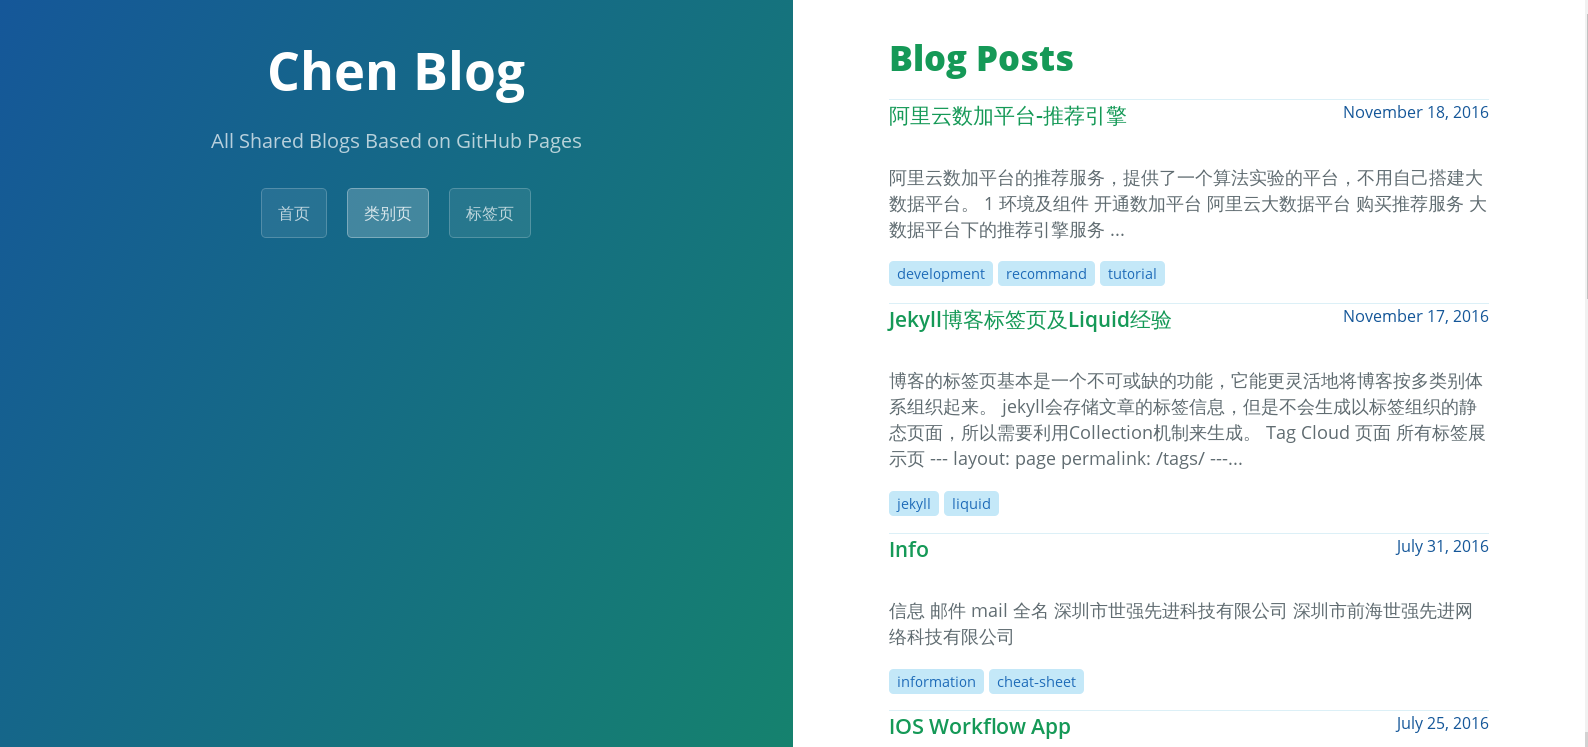 Chen Blog
All Shared Blogs Based on GitHub Pages
首页 类别页 标签页
Blog Posts
阿里云数加平台-推荐引擎 November 18, 2016
阿里云数加平台的推荐服务，提供了一个算法实验的平台，不用自己搭建大
数据平台。 1 环境及组件 开通数加平台 阿里云大数据平台 购买推荐服务 大
数据平台下的推荐引擎服务 ...
development recommand tutorial
Jekyll博客标签页及Liquid经验 November 17, 2016
博客的标签页基本是一个不可或缺的功能，它能更灵活地将博客按多类别体
系组织起来。 jekyll会存储文章的标签信息，但是不会生成以标签组织的静
态页面，所以需要利用Collection机制来生成。 Tag Cloud 页面 所有标签展
示页 --- layout: page permalink: /tags/ ---...
jekyll liquid
Info July 31, 2016
信息 邮件 mail 全名 深圳市世强先进科技有限公司 深圳市前海世强先进网
络科技有限公司
information cheat-sheet
IOS Workflow App July 25, 2016